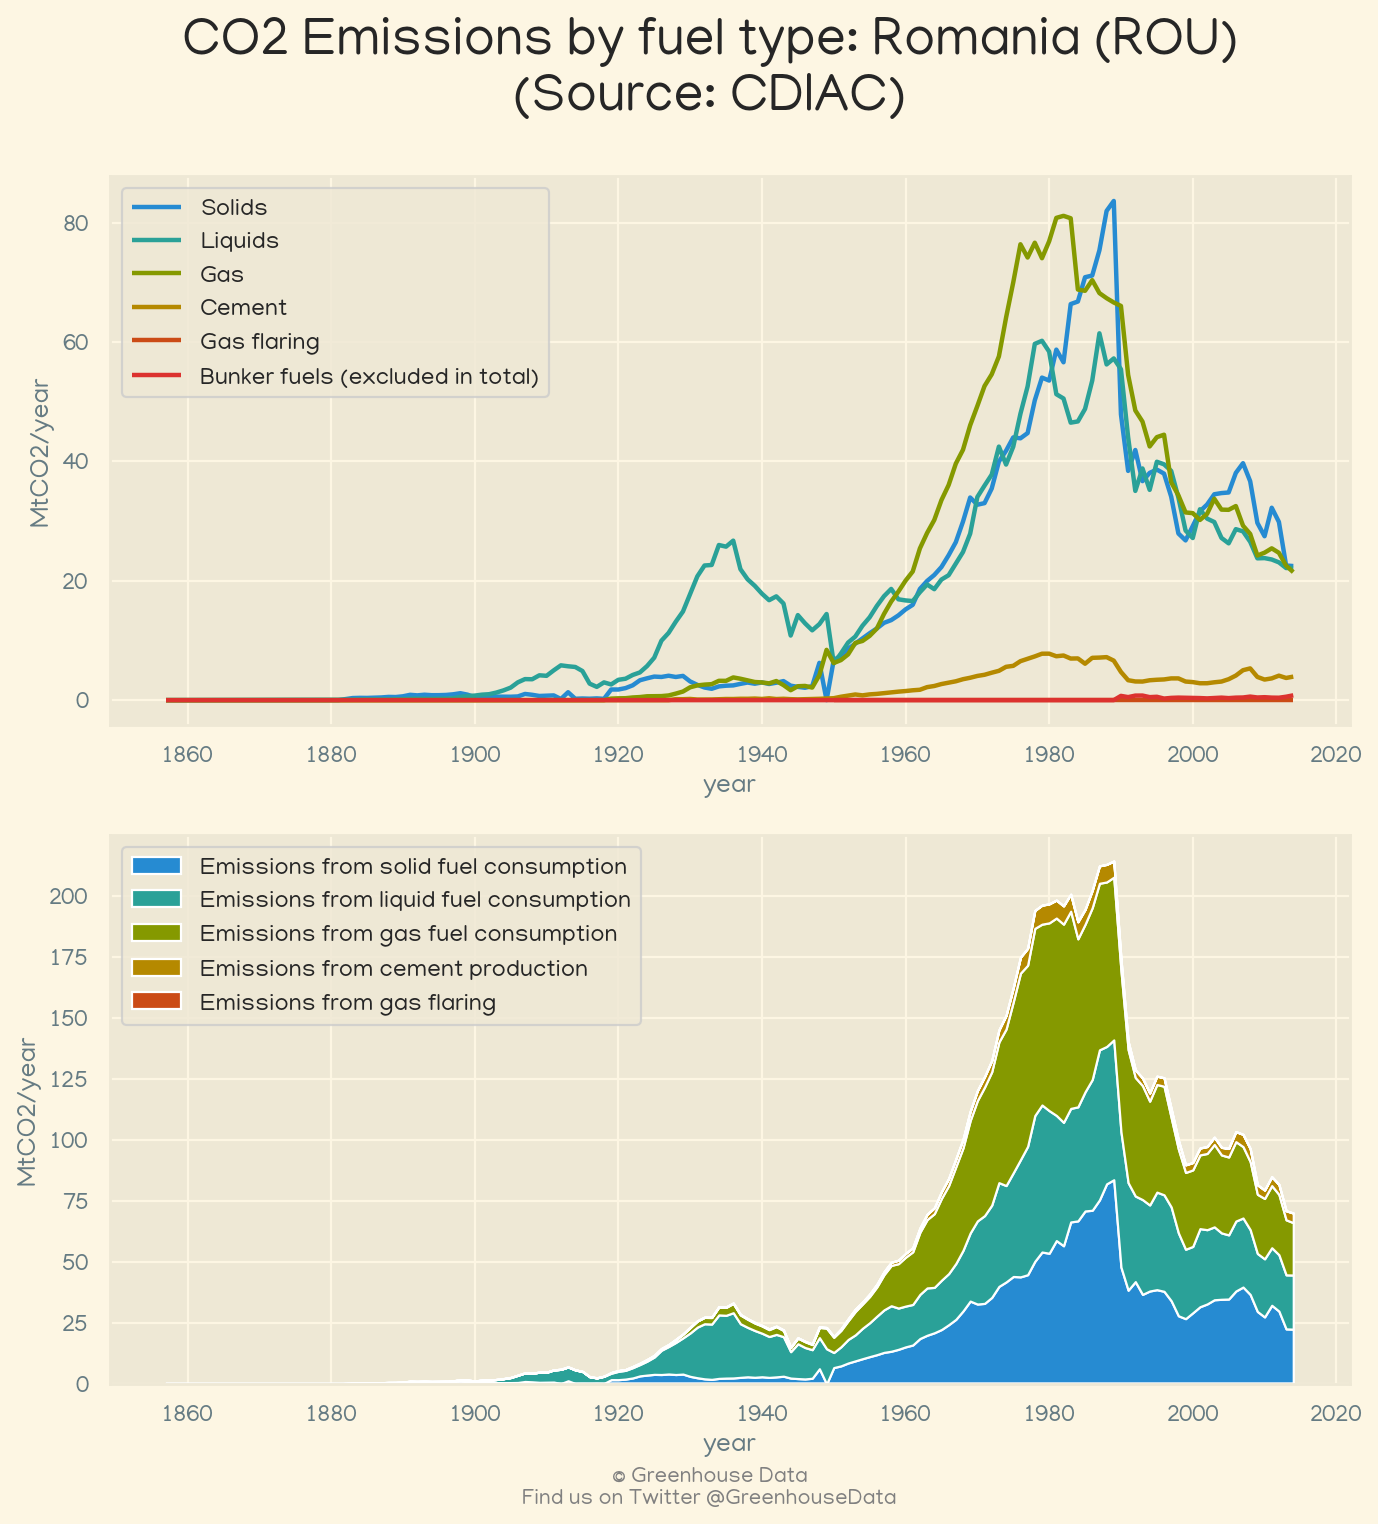 CO2 Emissions by fuel type: Romania (ROU)
(Source: CDIAC)
Solids
Liquids
Gas
Cement
Gas flaring
Bunker fuels (excluded in total)
80
60
40
20
0
MtCO2/year
1860 1880 1900 1920 1940 1960 1980 2000 2020
year
Emissions from solid fuel consumption
Emissions from liquid fuel consumption
Emissions from gas fuel consumption
Emissions from cement production
Emissions from gas flaring
200
175
150
125
100
75
50
25
0
MtCO2/year
1860 1880 1900 1920 1940 1960 1980 2000 2020
year
© Greenhouse Data
Find us on Twitter @GreenhouseData